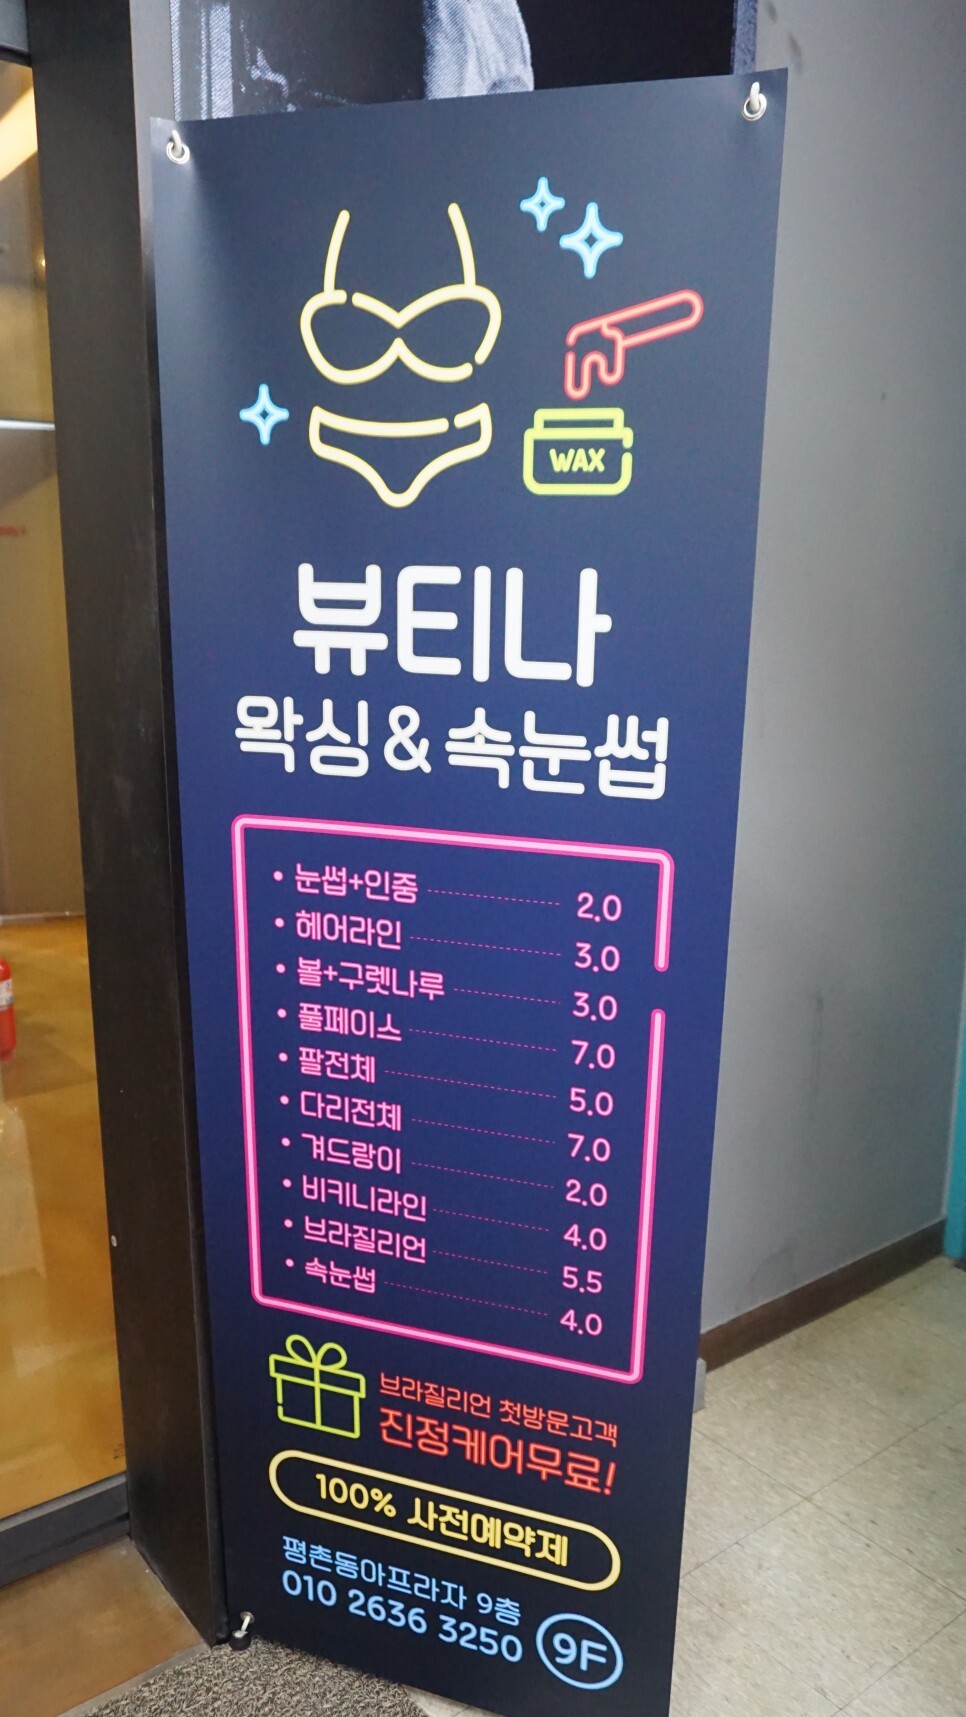 WAX
뷰티나
왁싱 & 속눈썹
• 눈썹+인중 2.0
• 헤어라인 3.0
• 볼+구렛나루 3.0
• 풀페이스 7.0
• 팔전체 5.0
• 다리전체 7.0
• 겨드랑이 2.0
• 비키니라인 4.0
• 브라질리언 5.5
• 속눈썹 4.0
브라질리언 첫방문고객
진정케어무료!
100% 사전예약제
평촌동아프라자 9층
010 2636 3250
9F